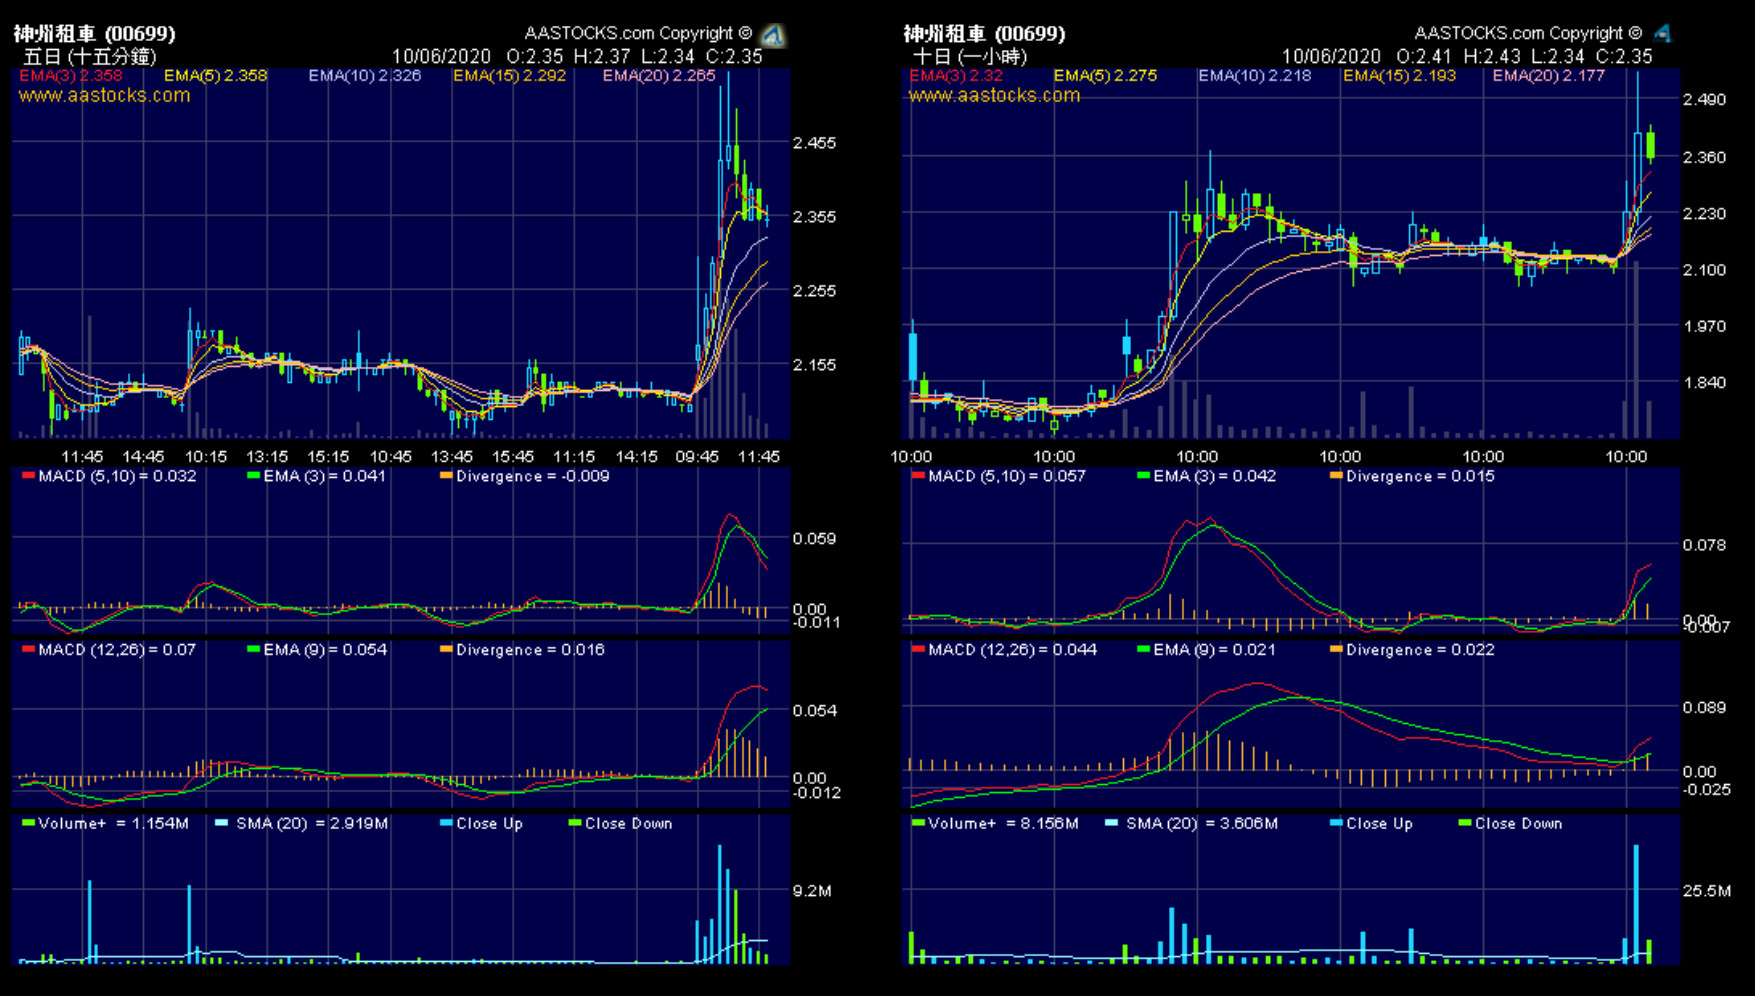 神州租車 (00699)
AASTOCKS.com Copyright ©
五日 (十五分鐘)
10/06/2020 O:2.35 H:2.37 L:2.34 C:2.35
EMA(3) 2.358 EMA(5) 2.358 EMA(10) 2.326 EMA(15) 2.292 EMA(20) 2.265
www.aastocks.com
2.455
2.355
2.255
2.155
11:45 14:45 10:15 13:15 15:15 10:45 13:45 15:45 11:15 14:15 09:45 11:45
MACD (5,10) = 0.032 EMA (3) = 0.041 Divergence = -0.009
0.059
0.00
-0.011
MACD (12,26) = 0.07 EMA (9) = 0.054 Divergence = 0.016
0.054
0.00
-0.012
Volume+ = 1.154M SMA (20) = 2.919M Close Up Close Down
9.2M
神州租車 (00699)
AASTOCKS.com Copyright ©
十日 (一小時)
10/06/2020 O:2.41 H:2.43 L:2.34 C:2.35
EMA(3) 2.32 EMA(5) 2.275 EMA(10) 2.218 EMA(15) 2.193 EMA(20) 2.177
www.aastocks.com
2.490
2.360
2.230
2.100
1.970
1.840
10:00 10:00 10:00 10:00 10:00 10:00
MACD (5,10) = 0.057 EMA (3) = 0.042 Divergence = 0.015
0.078
0.00
-0.007
MACD (12,26) = 0.044 EMA (9) = 0.021 Divergence = 0.022
0.089
0.00
-0.025
Volume+ = 8.156M SMA (20) = 3.606M Close Up Close Down
25.5M